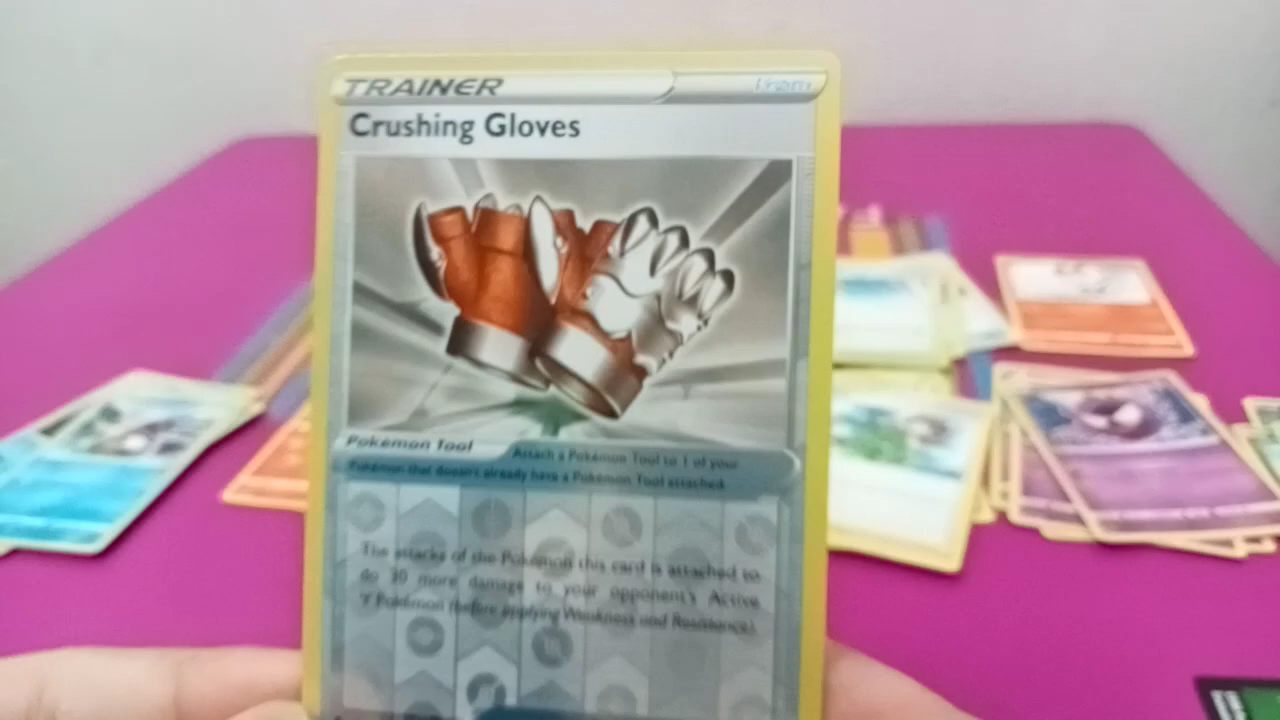 TRAINER Item
Crushing Gloves
Pokémon Tool
Attach a Pokémon Tool to 1 of your
Pokémon that doesn't already have a Pokémon Tool attached.
The attacks of the Pokémon this card is attached to
do 30 more damage to your opponent's Active
Pokémon (before applying Weakness and Resistance).